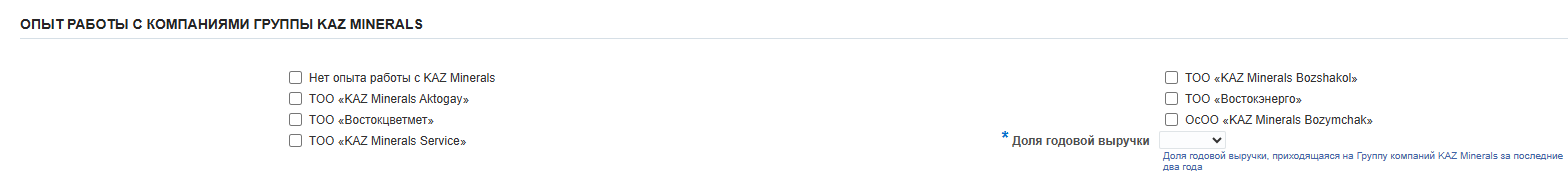 ОПЫТ РАБОТЫ С КОМПАНИЯМИ ГРУППЫ KAZ MINERALS
Нет опыта работы с KAZ Minerals
ТОО «KAZ Minerals Aktogay»
ТОО «Востокцветмет»
ТОО «KAZ Minerals Service»
ТОО «KAZ Minerals Bozshakol»
ТОО «Востокэнерго»
ОсОО «KAZ Minerals Bozymchak»
* Доля годовой выручки
Доля годовой выручки, приходящаяся на Группу компаний KAZ Minerals за последние
два года